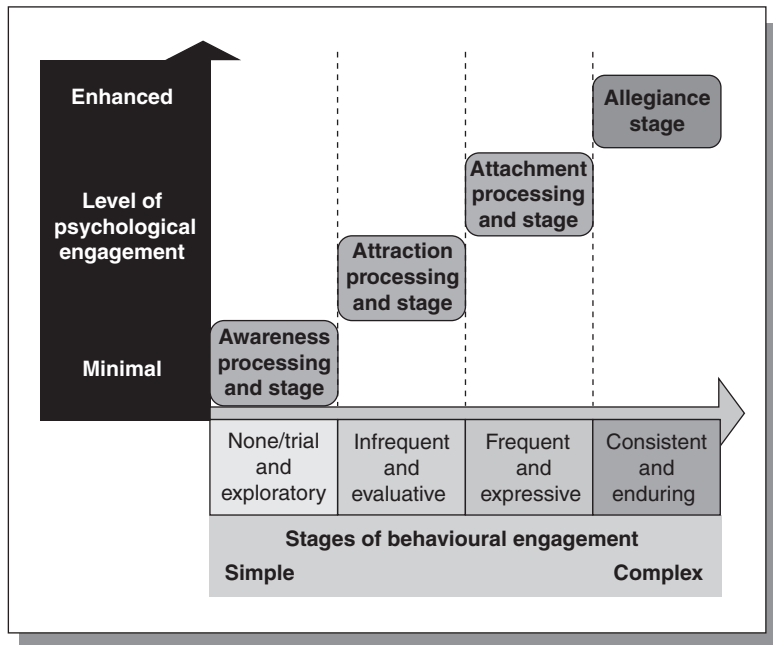 Enhanced
Level of
psychological
engagement
Minimal
Allegiance
stage
Attachment
processing
and stage
Attraction
processing
and stage
Awareness
processing
and stage
None/trial
and
exploratory
Infrequent
and
evaluative
Frequent
and
expressive
Consistent
and
enduring
Stages of behavioural engagement
Simple
Complex